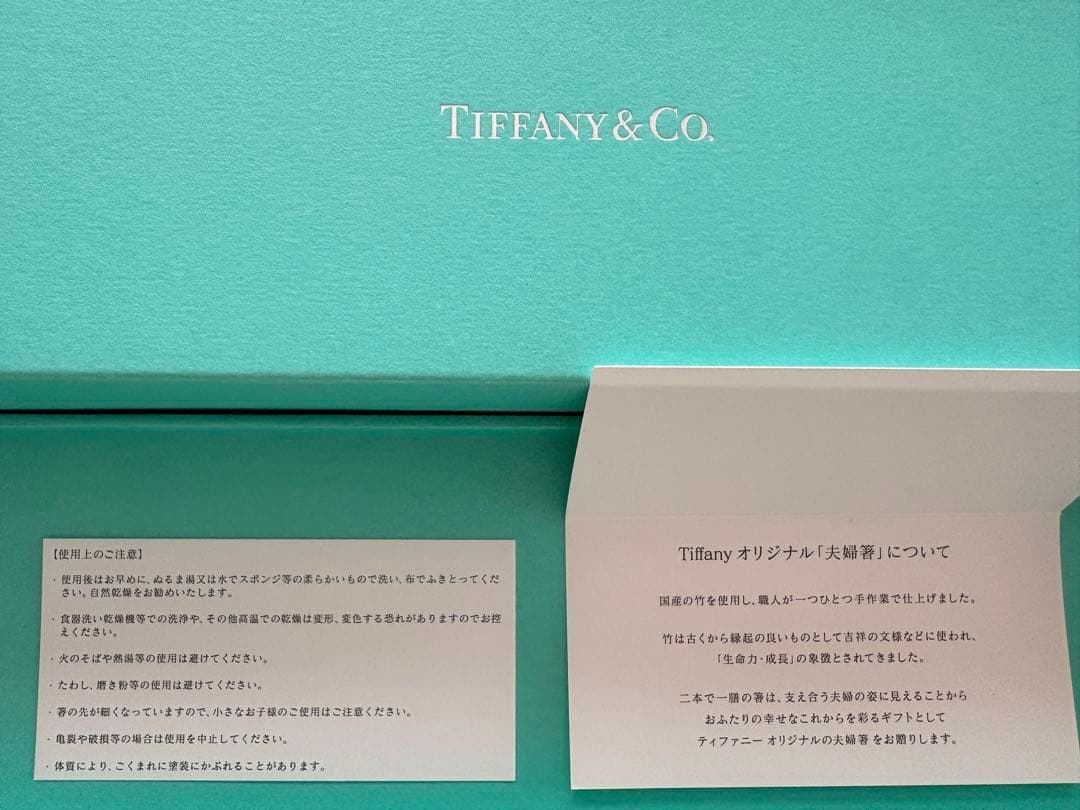 TIFFANY & CO.
【使用上のご注意】
・使用後はお早めに、ぬるま湯又は水でスポンジ等の柔らかいもので洗い、布でふきとってくだ
さい。自然乾燥をお勧めいたします。
・食器洗い乾燥機等での洗浄や、その他高温での乾燥は変形、変色する恐れがありますのでお控
えください。
・火のそばや熱湯等の使用は避けてください。
・たわし、磨き粉等の使用は避けてください。
・箸の先が細くなっていますので、小さなお子様のご使用はご注意ください。
・亀裂や破損等の場合は使用を中止してください。
・体質により、ごくまれに塗装にかぶれることがあります。
Tiffany オリジナル「夫婦箸」について
国産の竹を使用し、職人が一つひとつ手作業で仕上げました。
竹は古くから縁起の良いものとして吉祥の文様などに使われ、
「生命力・成長」の象徴とされてきました。
二本で一膳の箸は、支え合う夫婦の姿に見えることから
おふたりの幸せなこれからを彩るギフトとして
ティファニー オリジナルの夫婦箸 をお贈りします。